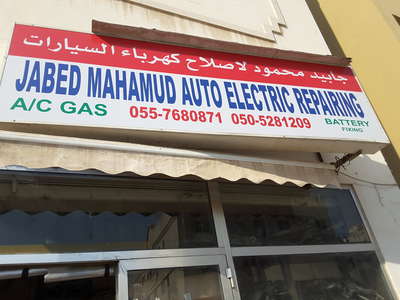 جابيد محمود لاصلاح كهرباء السيارات
JABED MAHAMUD AUTO ELECTRIC REPAIRING
A/C GAS 055-7680871 050-5281209 BATTERY
FIXING